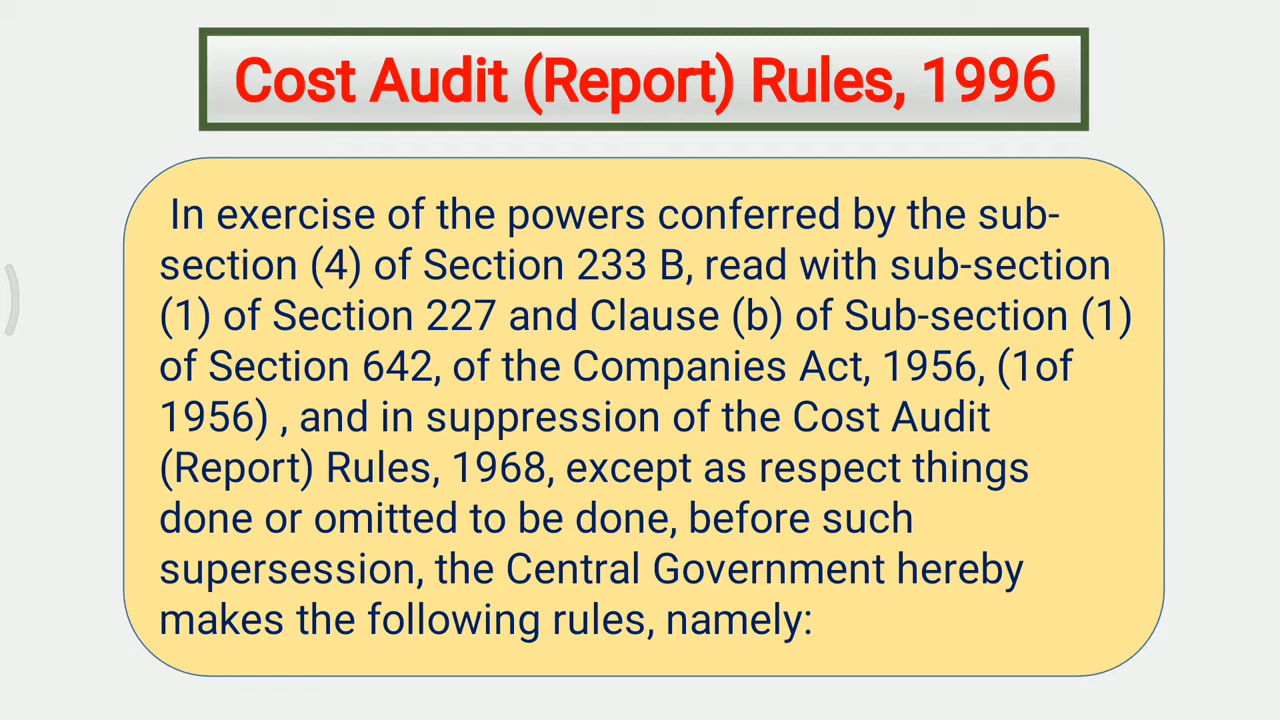 Cost Audit (Report) Rules, 1996
In exercise of the powers conferred by the sub-
section (4) of Section 233 B, read with sub-section
(1) of Section 227 and Clause (b) of Sub-section (1)
of Section 642, of the Companies Act, 1956, (1of
1956) , and in suppression of the Cost Audit
(Report) Rules, 1968, except as respect things
done or omitted to be done, before such
supersession, the Central Government hereby
makes the following rules, namely: